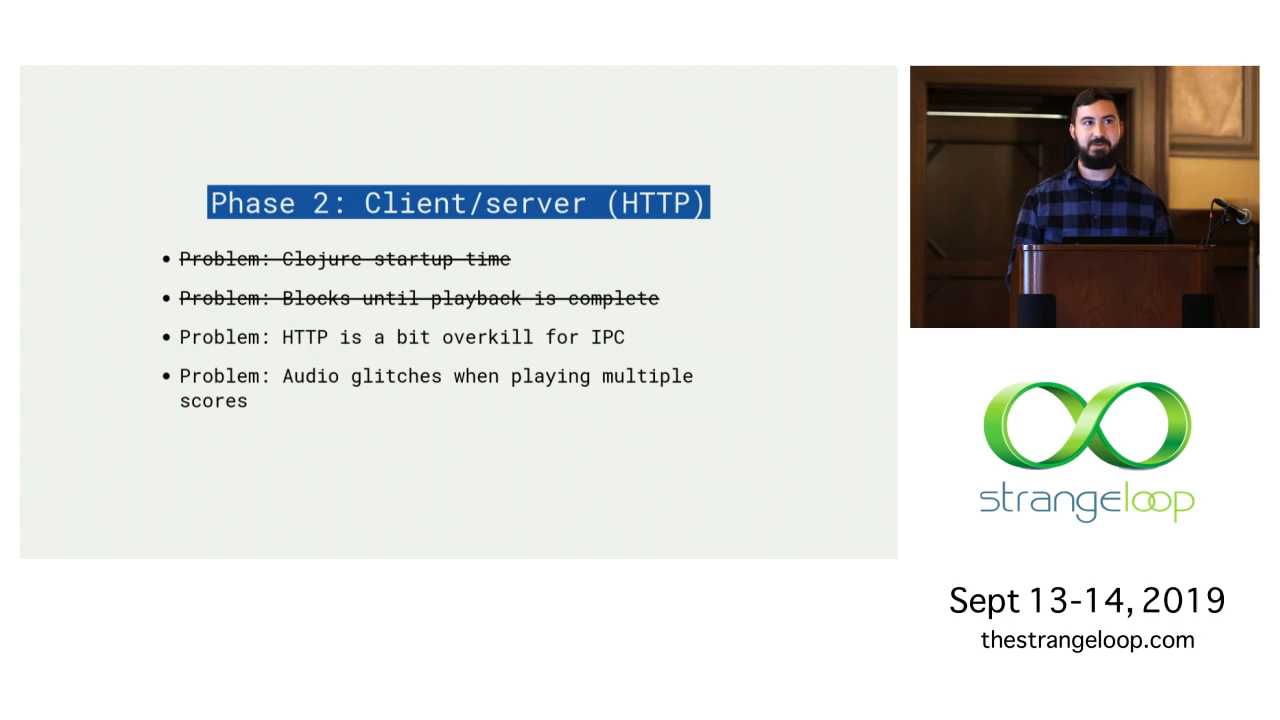 Phase 2: Client/server (HTTP)
• Problem: Clojure startup time
• Problem: Blocks until playback is complete
• Problem: HTTP is a bit overkill for IPC
• Problem: Audio glitches when playing multiple
scores
strangeloop
Sept 13-14, 2019
thestrangeloop.com